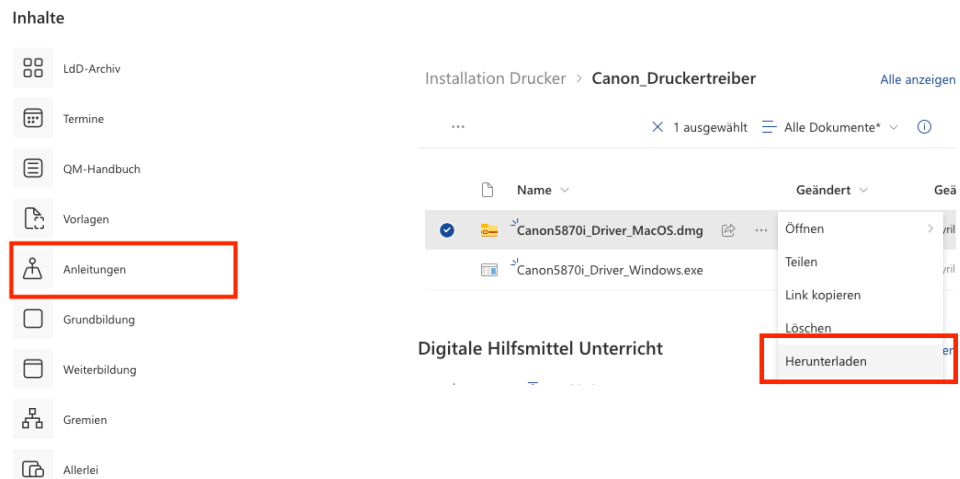 Inhalte
LdD-Archiv
Termine
QM-Handbuch
Vorlagen
Anleitungen
Grundbildung
Weiterbildung
Gremien
Allerlei
Installation Drucker > Canon_Druckertreiber
Alle anzeigen
... 1 ausgewählt Alle Dokumente*
Name Geändert Geä
Canon5870i_Driver_MacOS.dmg ...
Canon5870i_Driver_Windows.exe
Öffnen
Teilen
Link kopieren
Löschen
Herunterladen
Digitale Hilfsmittel Unterricht